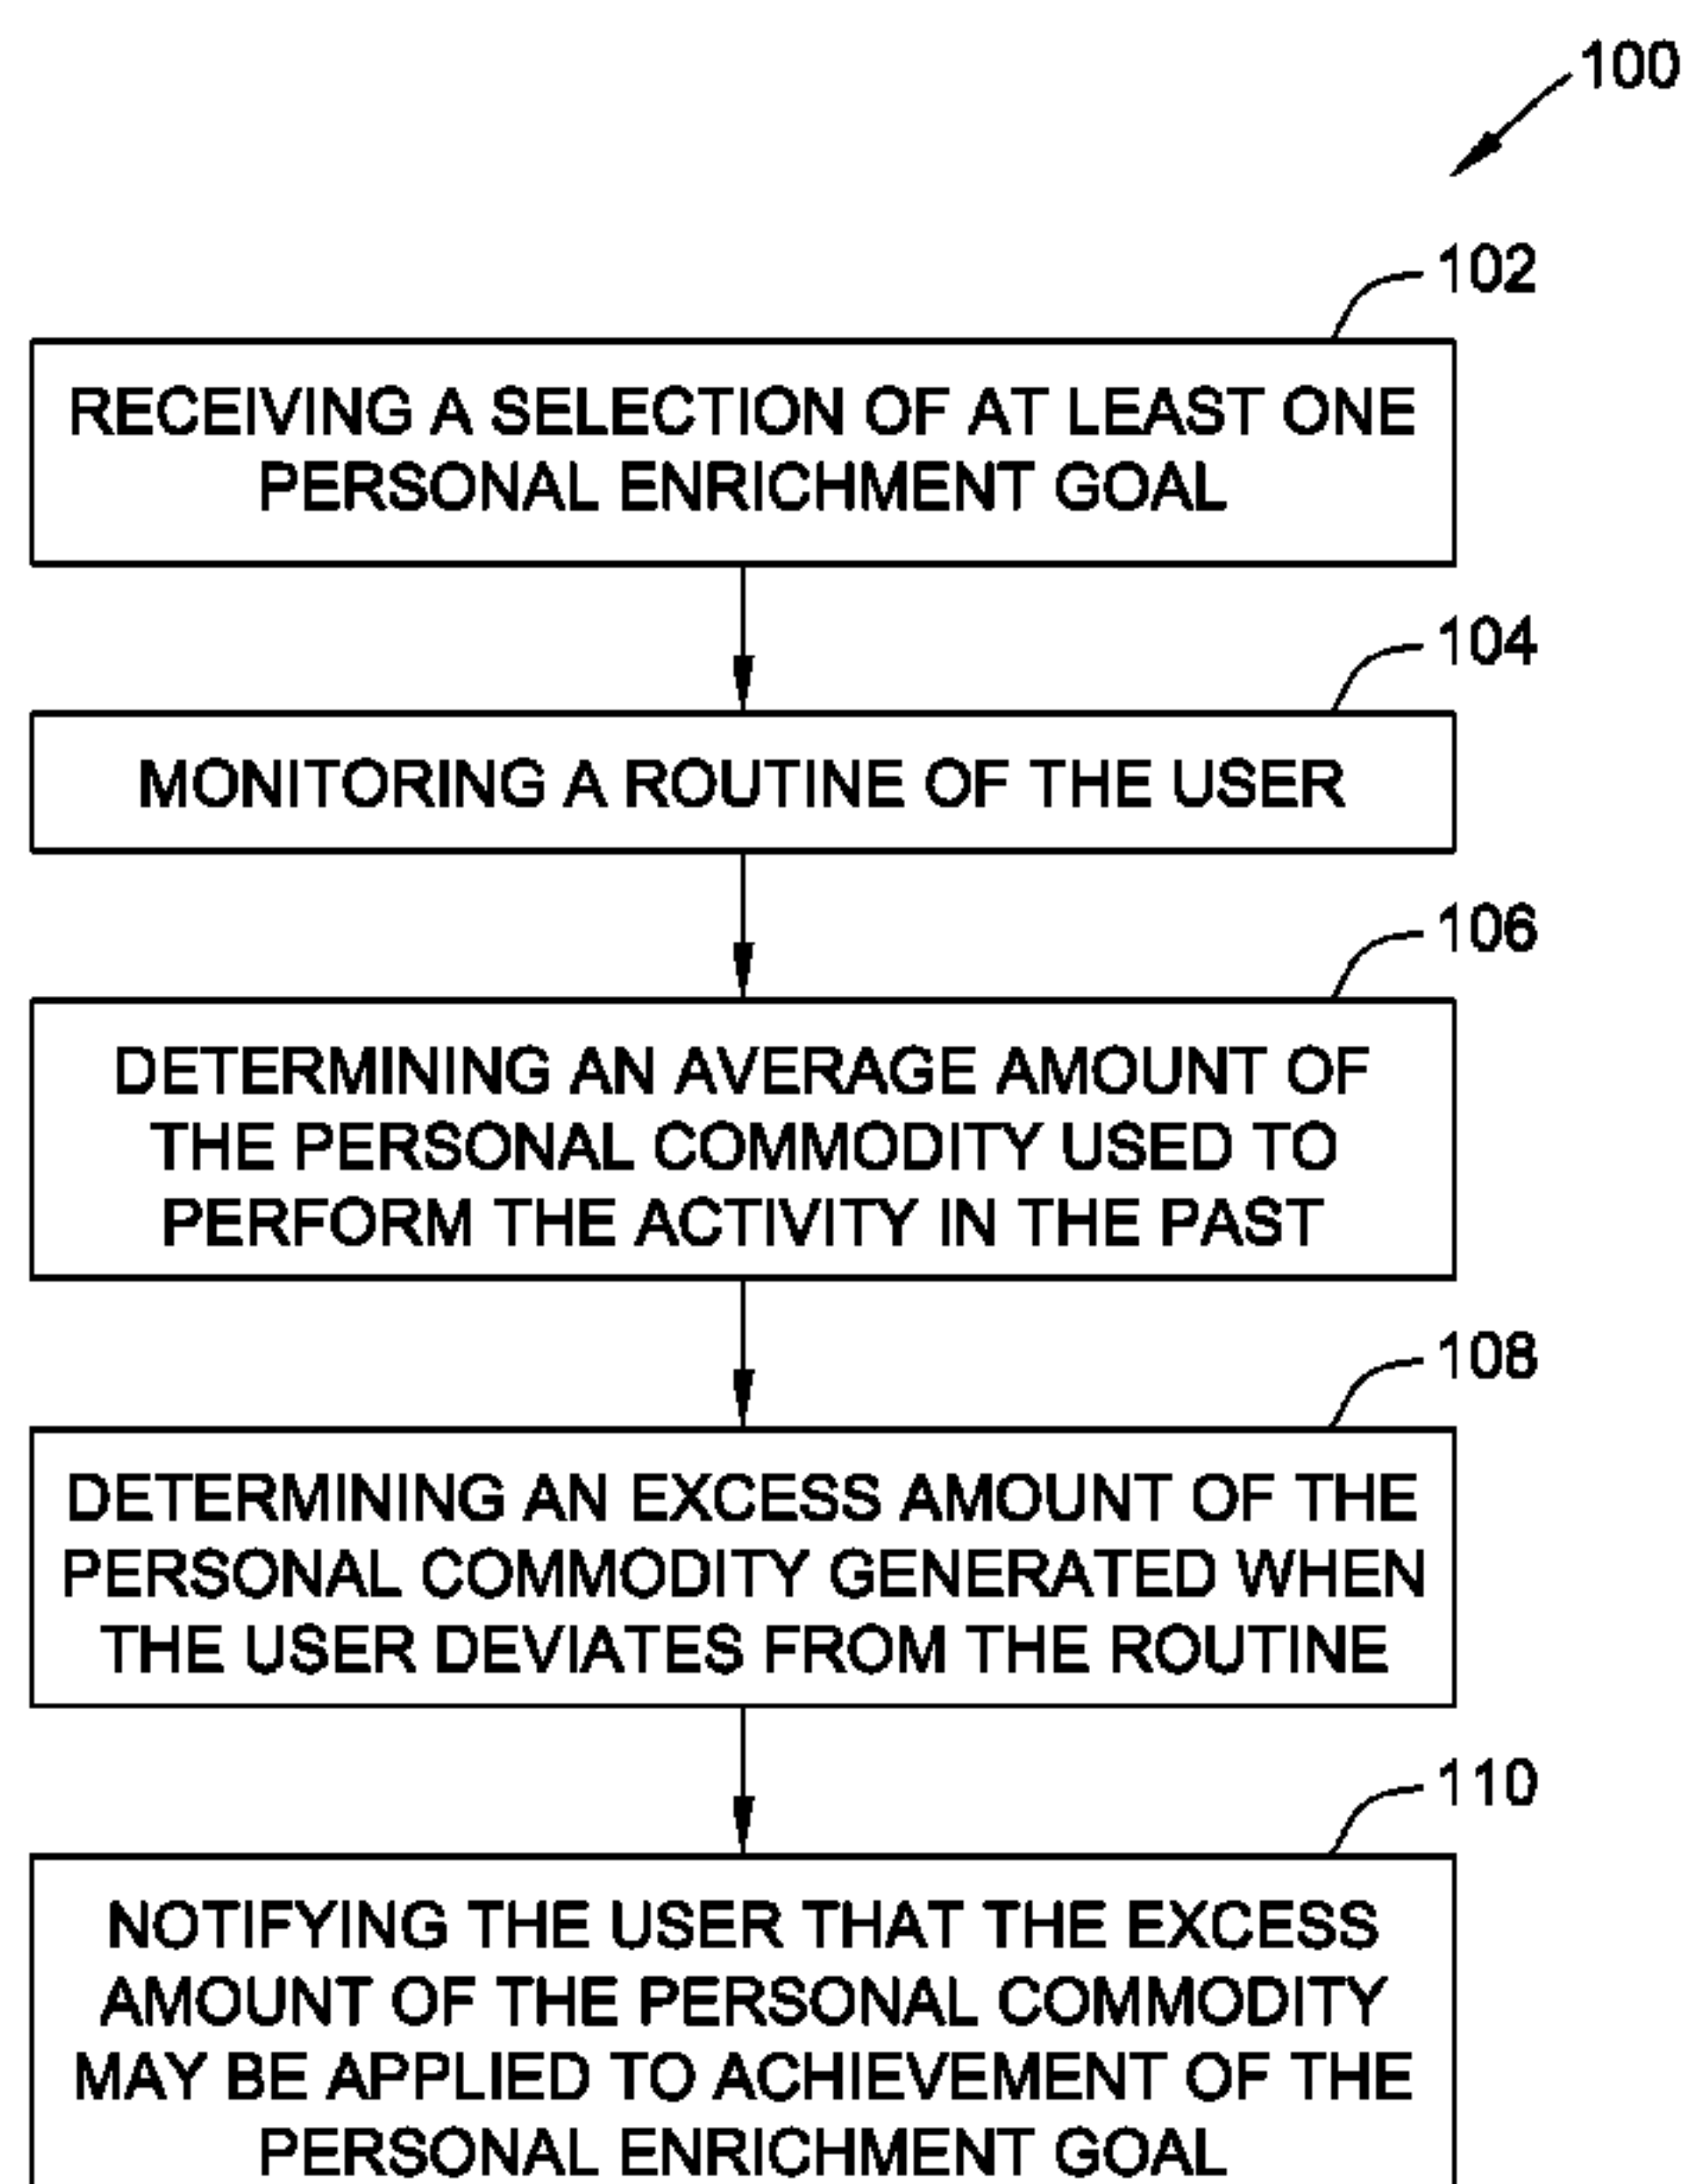 100
102
RECEIVING A SELECTION OF AT LEAST ONE
PERSONAL ENRICHMENT GOAL
104
MONITORING A ROUTINE OF THE USER
106
DETERMINING AN AVERAGE AMOUNT OF
THE PERSONAL COMMODITY USED TO
PERFORM THE ACTIVITY IN THE PAST
108
DETERMINING AN EXCESS AMOUNT OF THE
PERSONAL COMMODITY GENERATED WHEN
THE USER DEVIATES FROM THE ROUTINE
110
NOTIFYING THE USER THAT THE EXCESS
AMOUNT OF THE PERSONAL COMMODITY
MAY BE APPLIED TO ACHIEVEMENT OF THE
PERSONAL ENRICHMENT GOAL